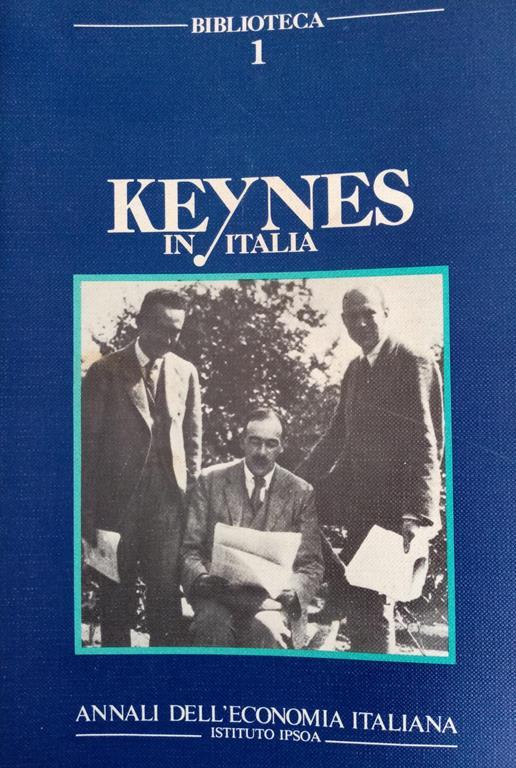 BIBLIOTECA
1
KEYNES
IN ITALIA
ANNALI DELL'ECONOMIA ITALIANA
ISTITUTO IPSOA